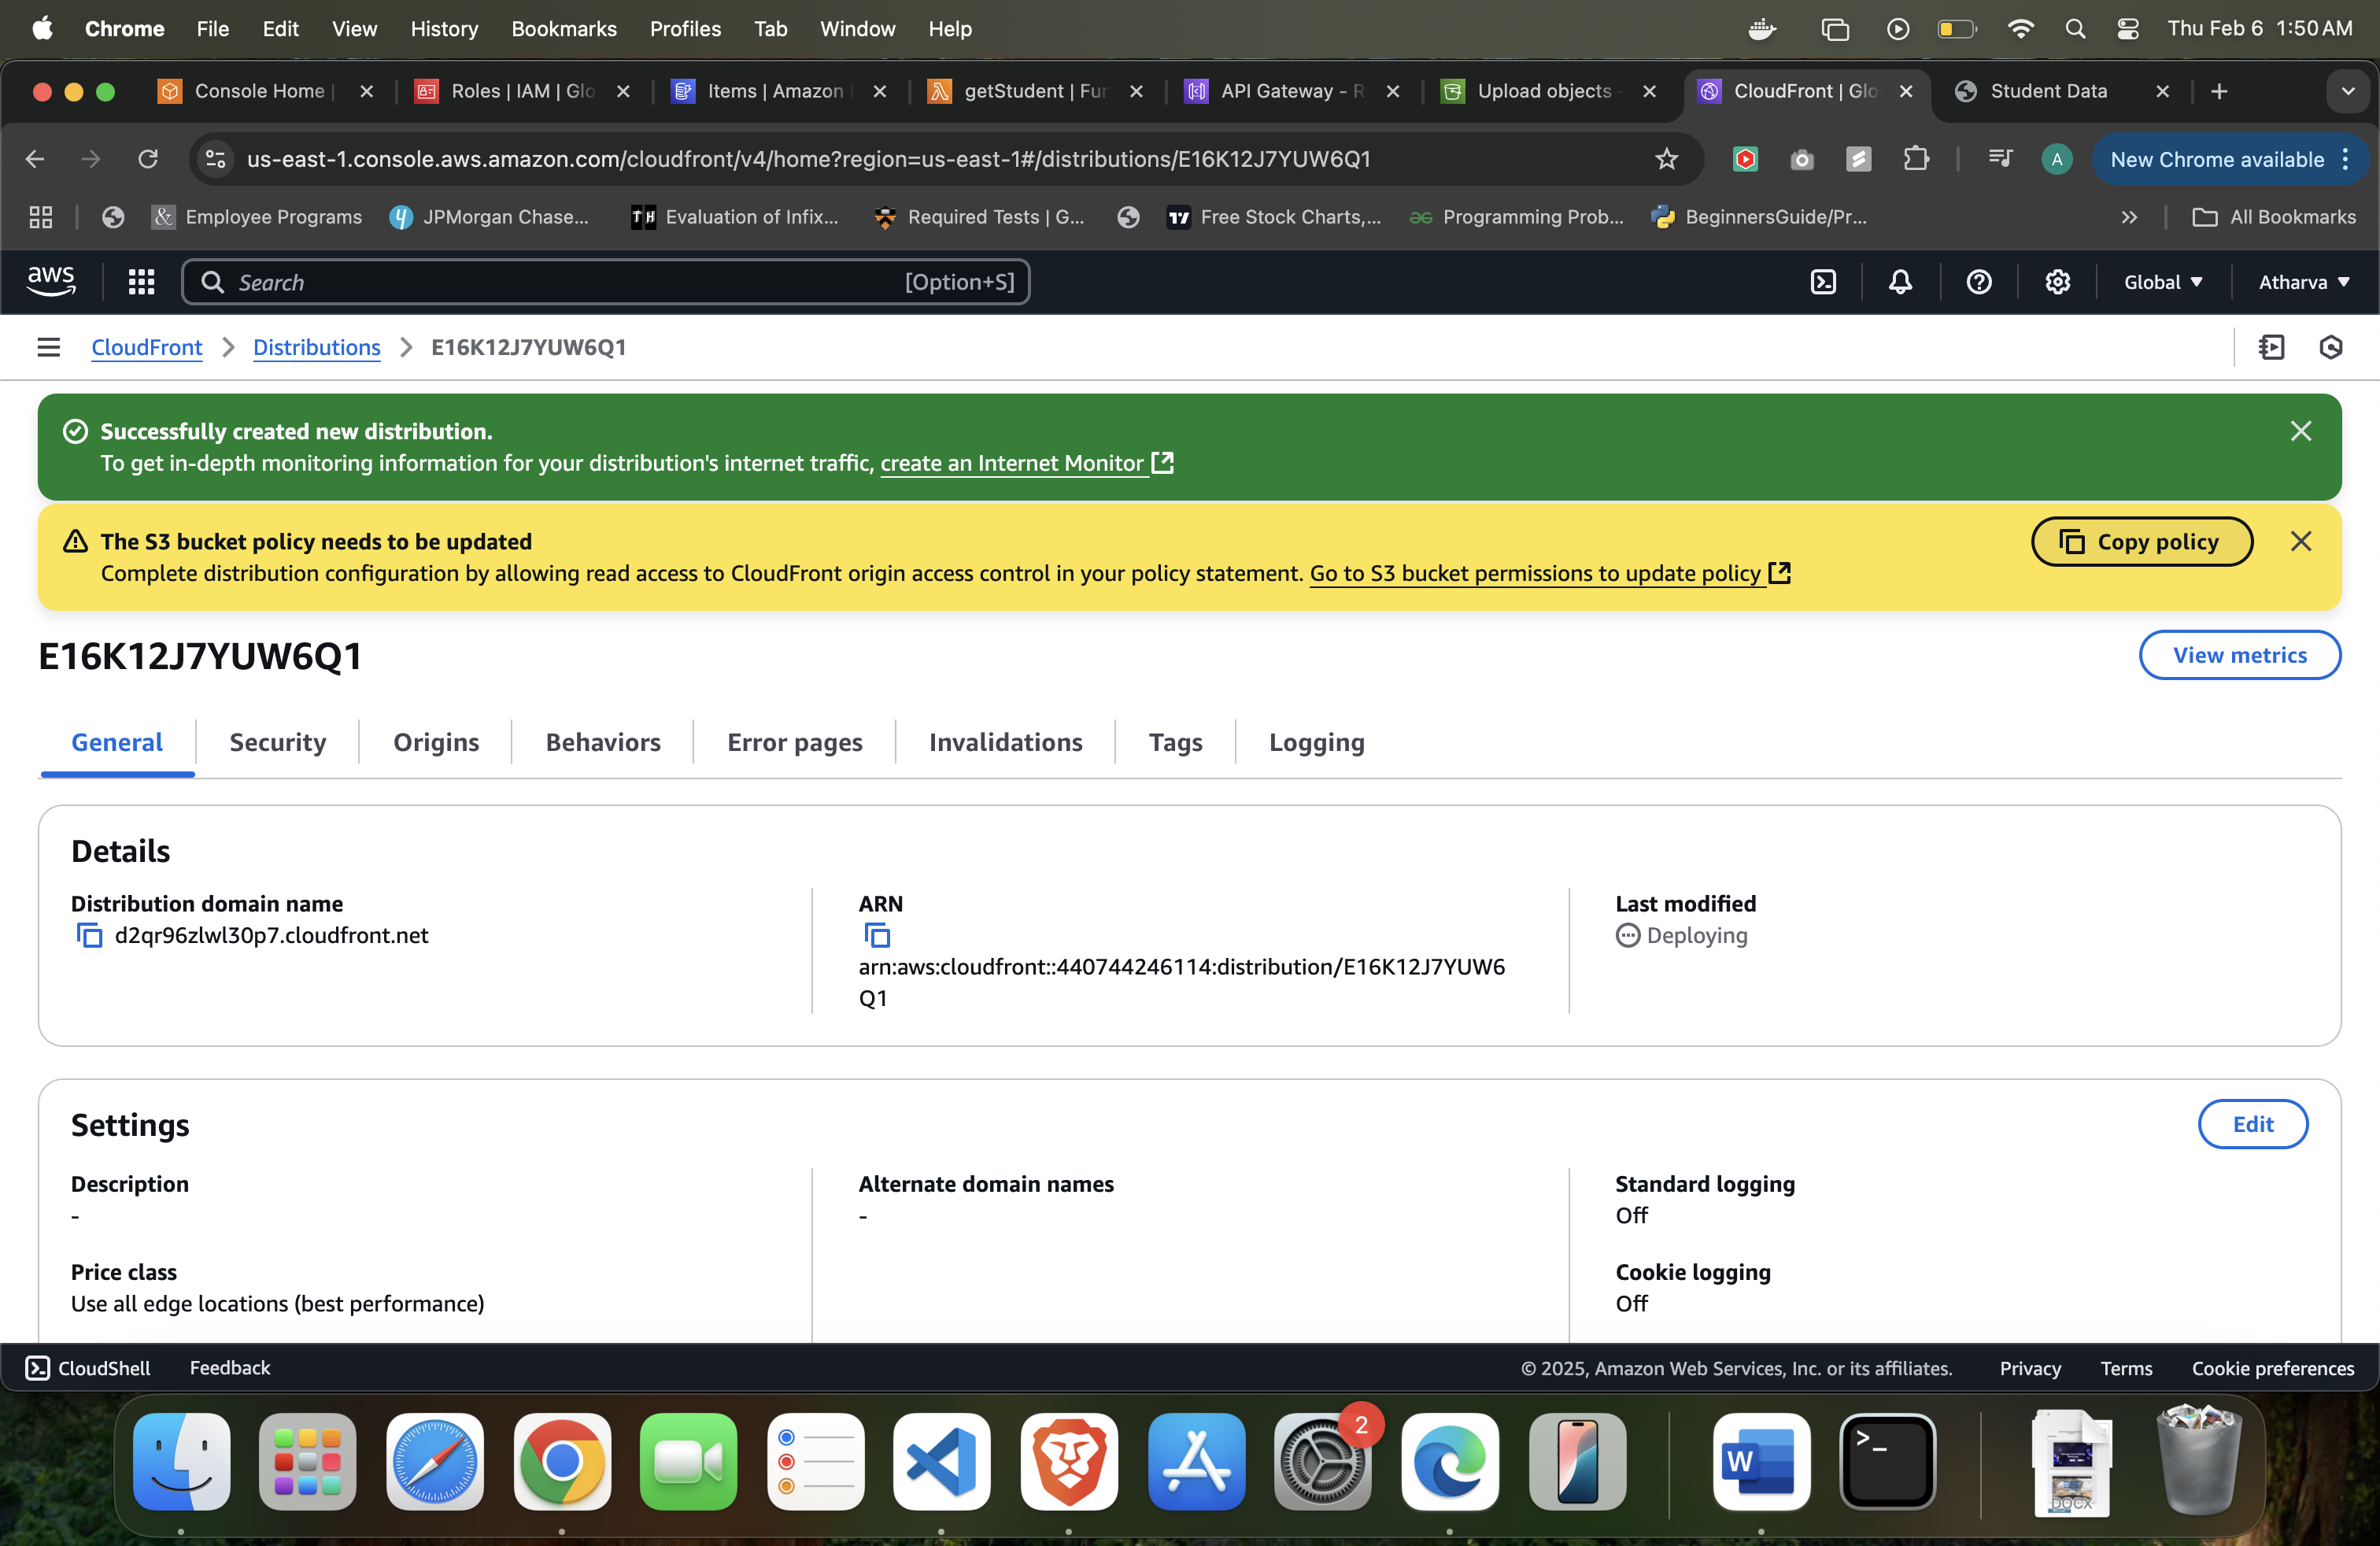 Chrome File Edit View History Bookmarks Profiles Tab Window Help Thu Feb 6 1:50 AM
Console Home Roles | IAM | Glo Items | Amazon getStudent | Fun API Gateway - R Upload objects - CloudFront | Glo Student Data
us-east-1.console.aws.amazon.com/cloudfront/v4/home?region=us-east-1#/distributions/E16K12J7YUW6Q1 A New Chrome available
Employee Programs JPMorgan Chase... Evaluation of Infix... Required Tests | G... Free Stock Charts,... Programming Prob... BeginnersGuide/Pr... >> All Bookmarks
aws Search [Option+S] Global Atharva
CloudFront > Distributions > E16K12J7YUW6Q1
Successfully created new distribution.
To get in-depth monitoring information for your distribution's internet traffic, create an Internet Monitor
The S3 bucket policy needs to be updated
Complete distribution configuration by allowing read access to CloudFront origin access control in your policy statement. Go to S3 bucket permissions to update policy
Copy policy
E16K12J7YUW6Q1
View metrics
General Security Origins Behaviors Error pages Invalidations Tags Logging
Details
Distribution domain name
d2qr96zlwl30p7.cloudfront.net
ARN
arn:aws:cloudfront::440744246114:distribution/E16K12J7YUW6
Q1
Last modified
Deploying
Settings
Edit
Description
-
Alternate domain names
-
Standard logging
Off
Price class
Use all edge locations (best performance)
Cookie logging
Off
CloudShell Feedback © 2025, Amazon Web Services, Inc. or its affiliates. Privacy Terms Cookie preferences
2
W
>_
DOCX